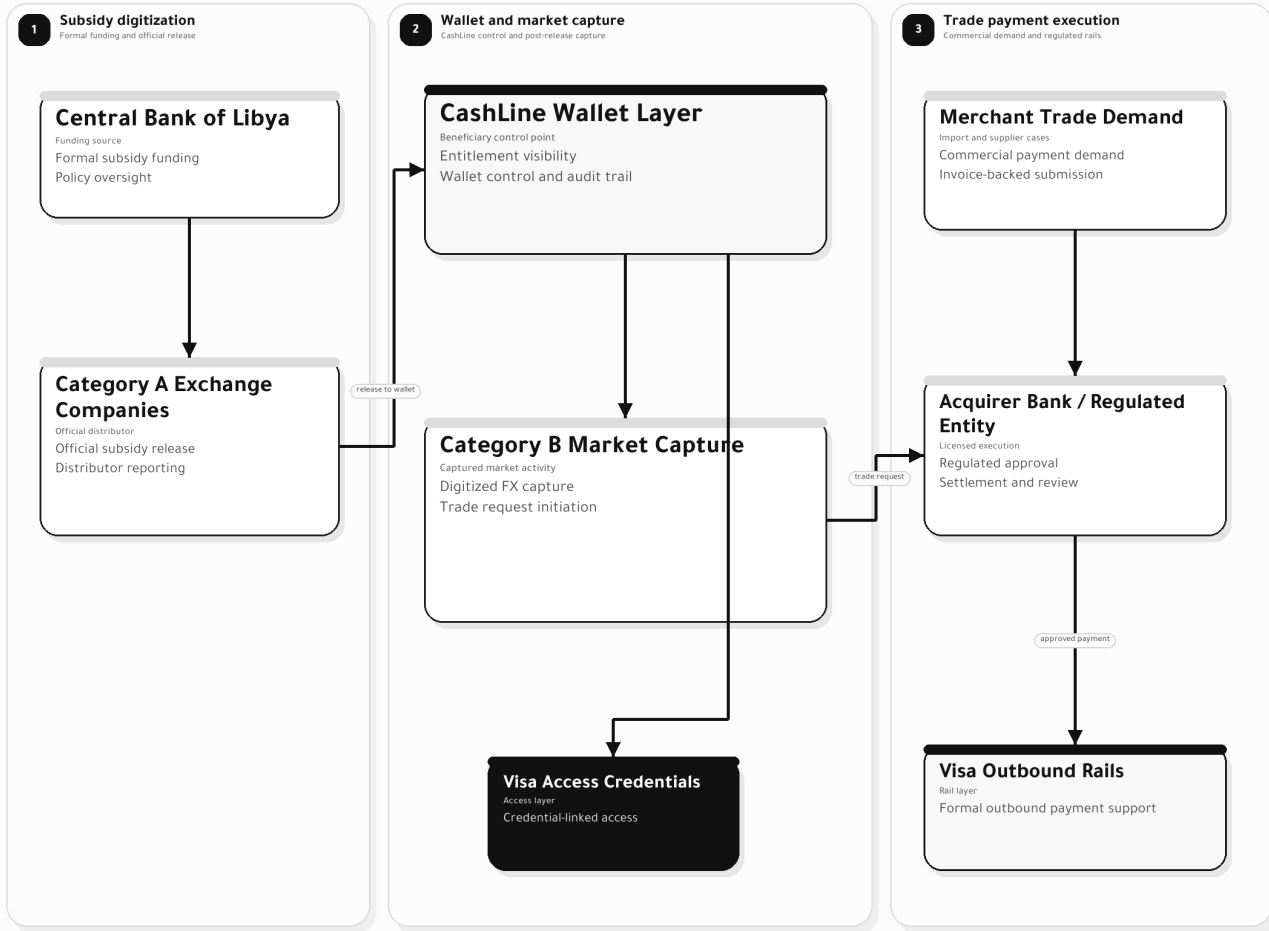 1
Subsidy digitization
Formal funding and official release
Central Bank of Libya
Funding source
Formal subsidy funding
Policy oversight
Category A Exchange
Companies
Official distributor
Official subsidy release
Distributor reporting
release to wallet
2
Wallet and market capture
CashLine control and post-release capture
CashLine Wallet Layer
Beneficiary control point
Entitlement visibility
Wallet control and audit trail
Category B Market Capture
Captured market activity
Digitized FX capture
Trade request initiation
Visa Access Credentials
Access layer
Credential-linked access
trade request
3
Trade payment execution
Commercial demand and regulated rails
Merchant Trade Demand
Import and supplier cases
Commercial payment demand
Invoice-backed submission
Acquirer Bank / Regulated
Entity
Licensed execution
Regulated approval
Settlement and review
approved payment
Visa Outbound Rails
Rail layer
Formal outbound payment support